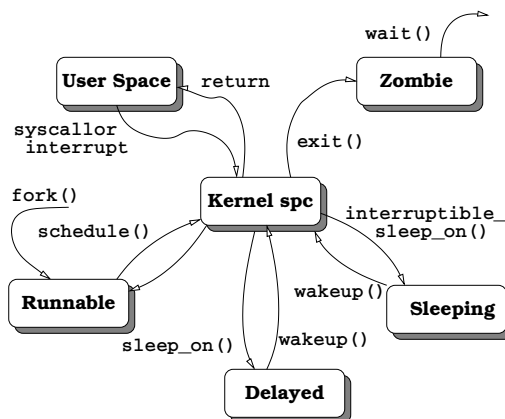 wait()
User Space
return
Zombie
syscallor
interrupt
exit()
fork()
Kernel spc
interruptible_
sleep_on()
schedule()
Runnable
wakeup()
Sleeping
sleep_on()
wakeup()
Delayed